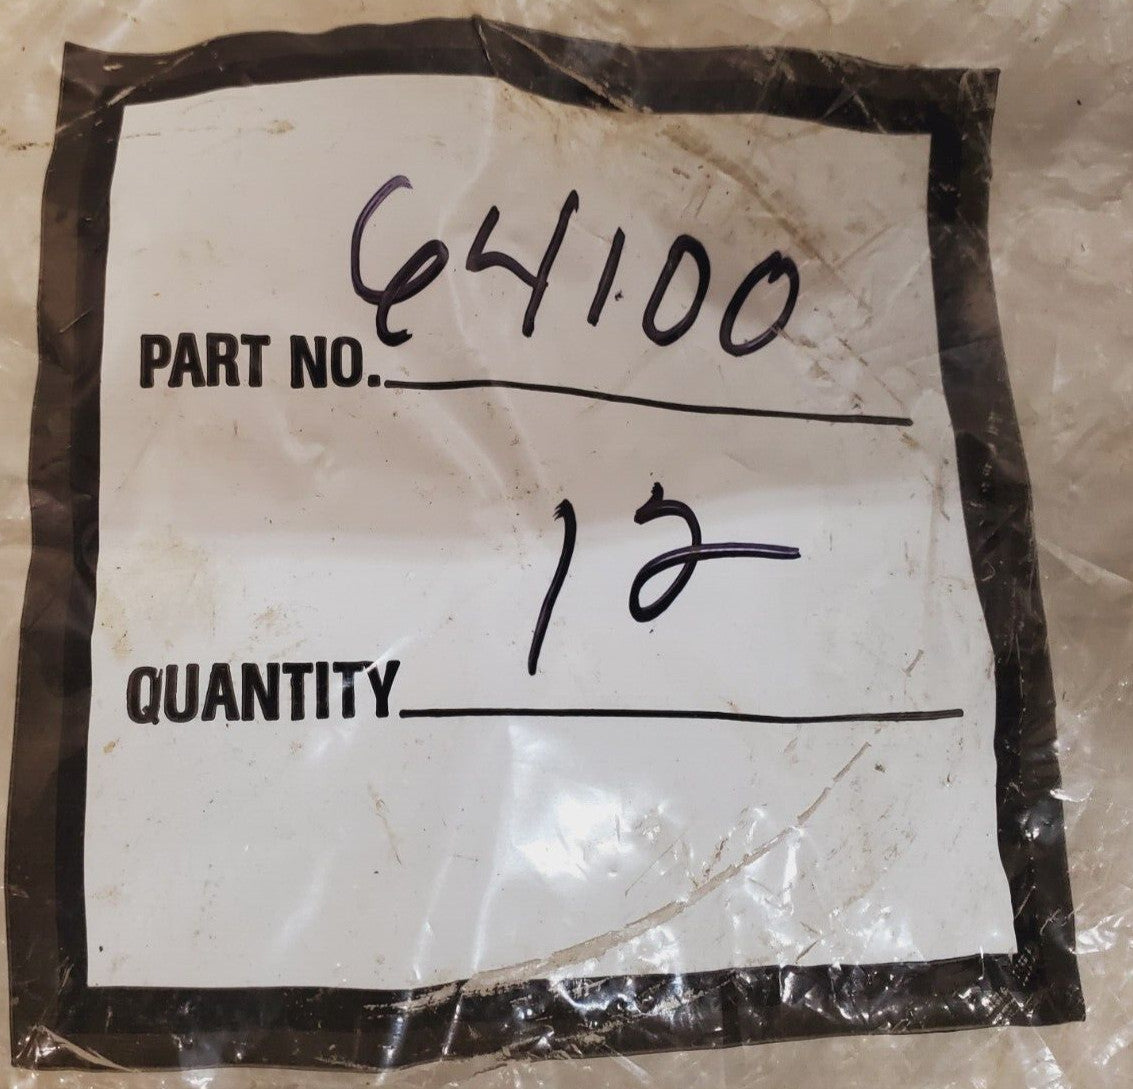 PART NO. 64100
QUANTITY 12